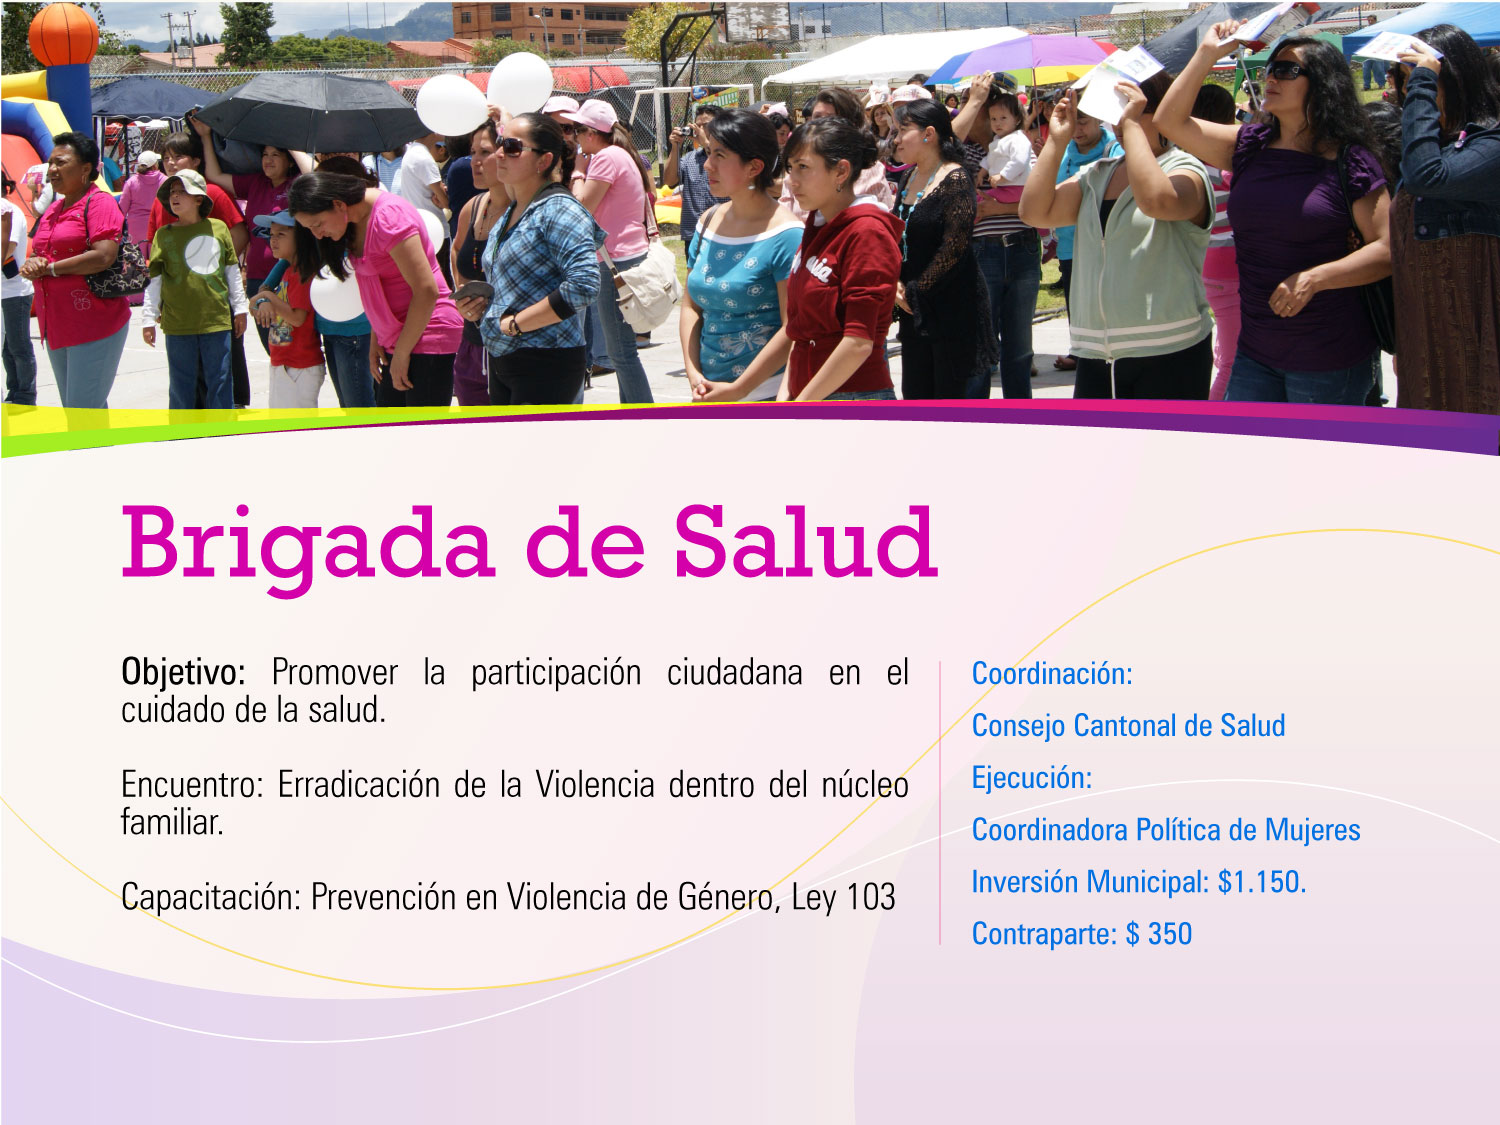 Brigada de Salud
Objetivo: Promover la participación ciudadana en el
cuidado de la salud.
Encuentro: Erradicación de la Violencia dentro del núcleo
familiar.
Capacitación: Prevención en Violencia de Género, Ley 103
Coordinación:
Consejo Cantonal de Salud
Ejecución:
Coordinadora Política de Mujeres
Inversión Municipal: $1.150.
Contraparte: $ 350